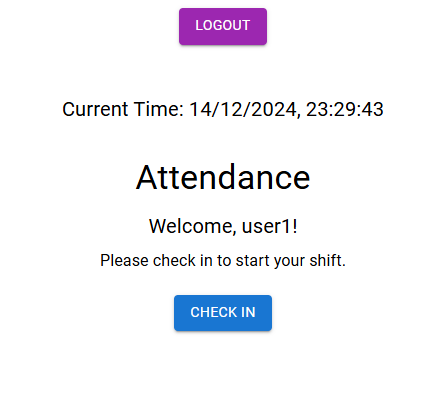 LOGOUT
Current Time: 14/12/2024, 23:29:43
Attendance
Welcome, user1!
Please check in to start your shift.
CHECK IN